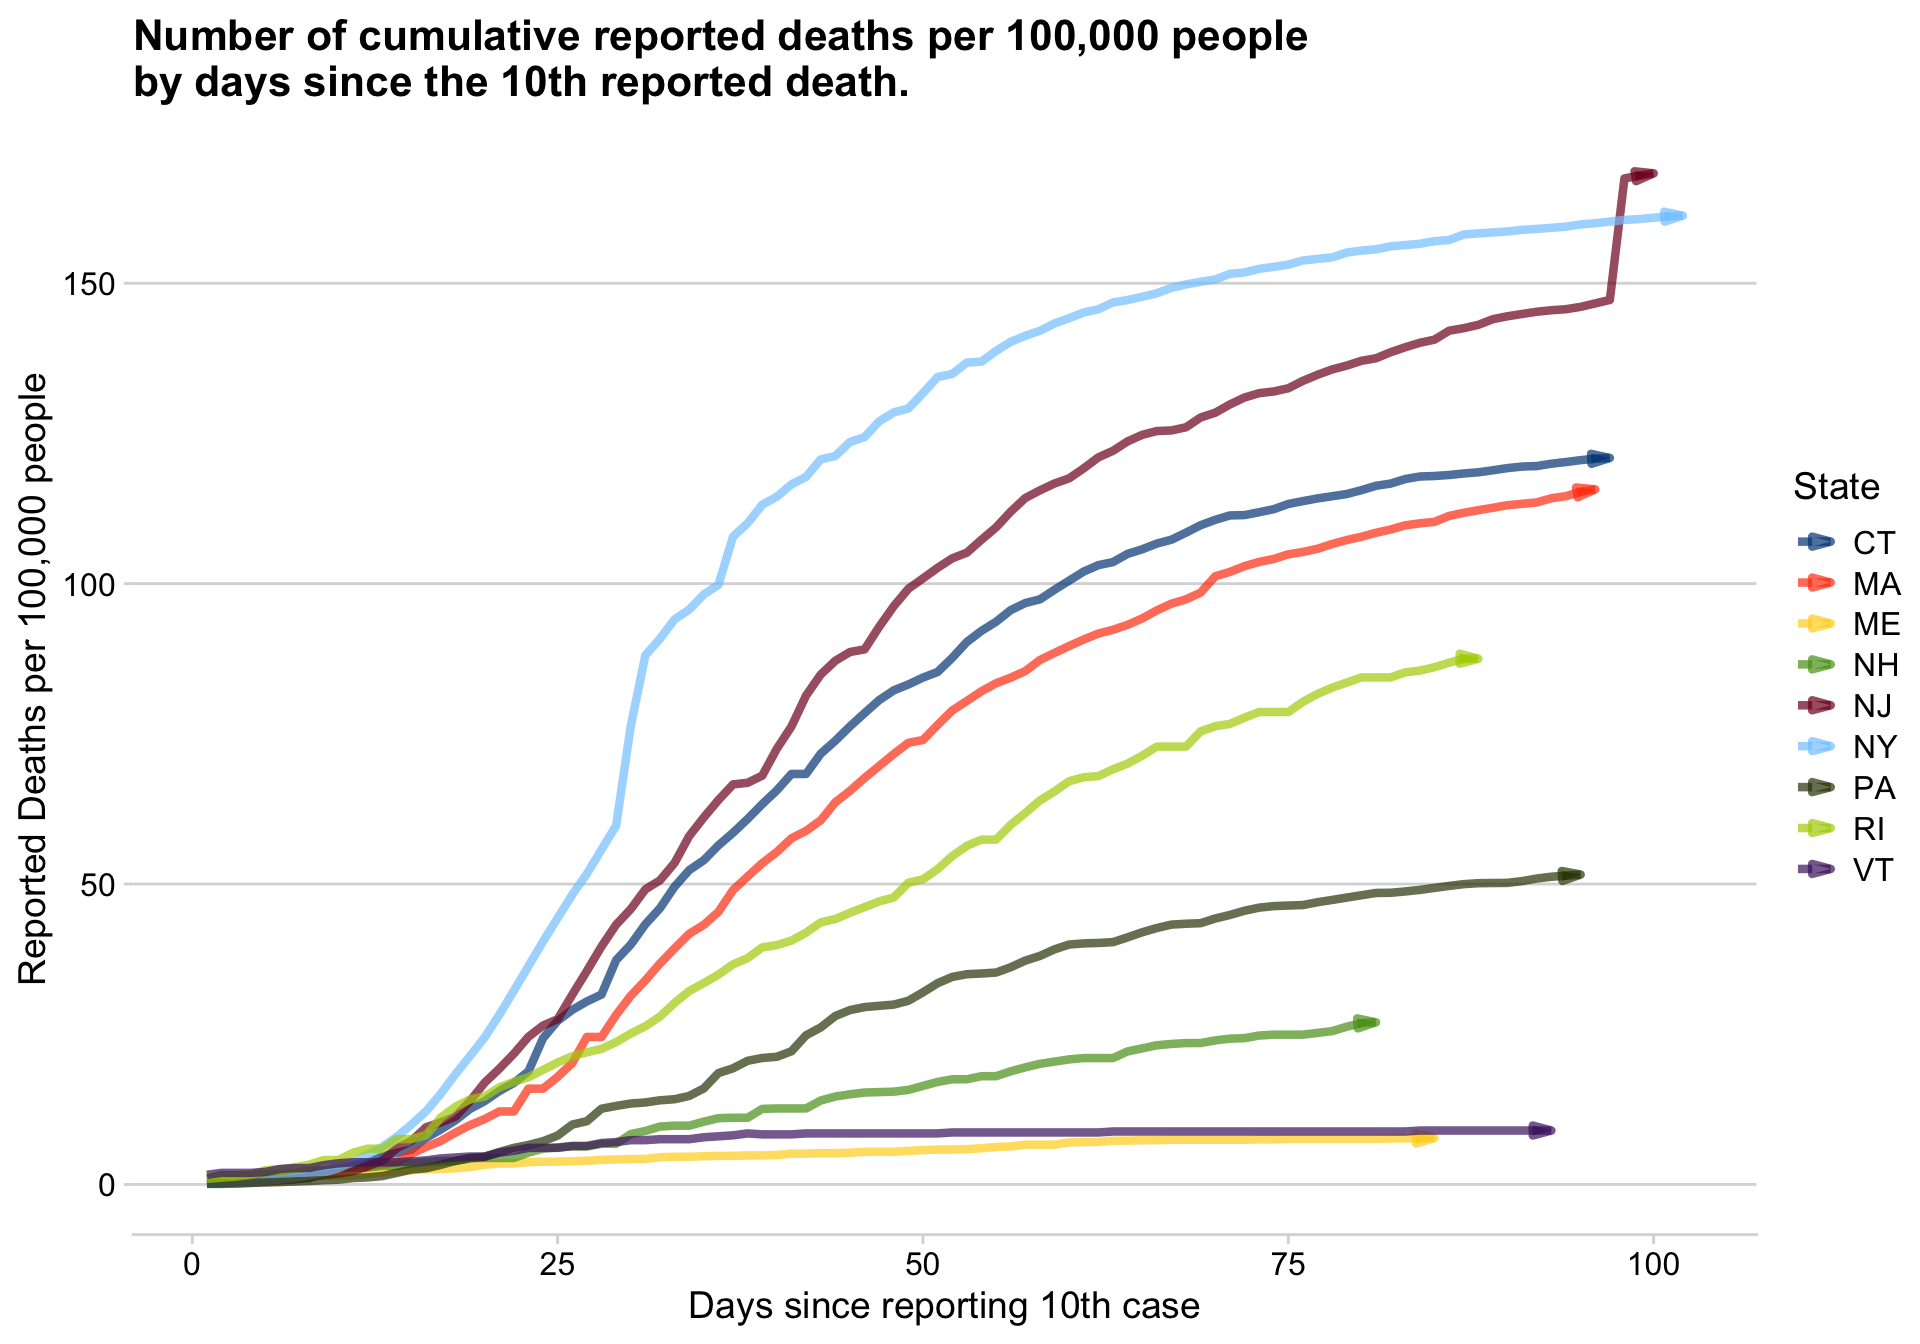 Number of cumulative reported deaths per 100,000 people
by days since the 10th reported death.
Reported Deaths per 100,000 people
150
100
50
0
0
25
50
75
100
Days since reporting 10th case
State
CT
MA
ME
NH
NJ
NY
PA
RI
VT